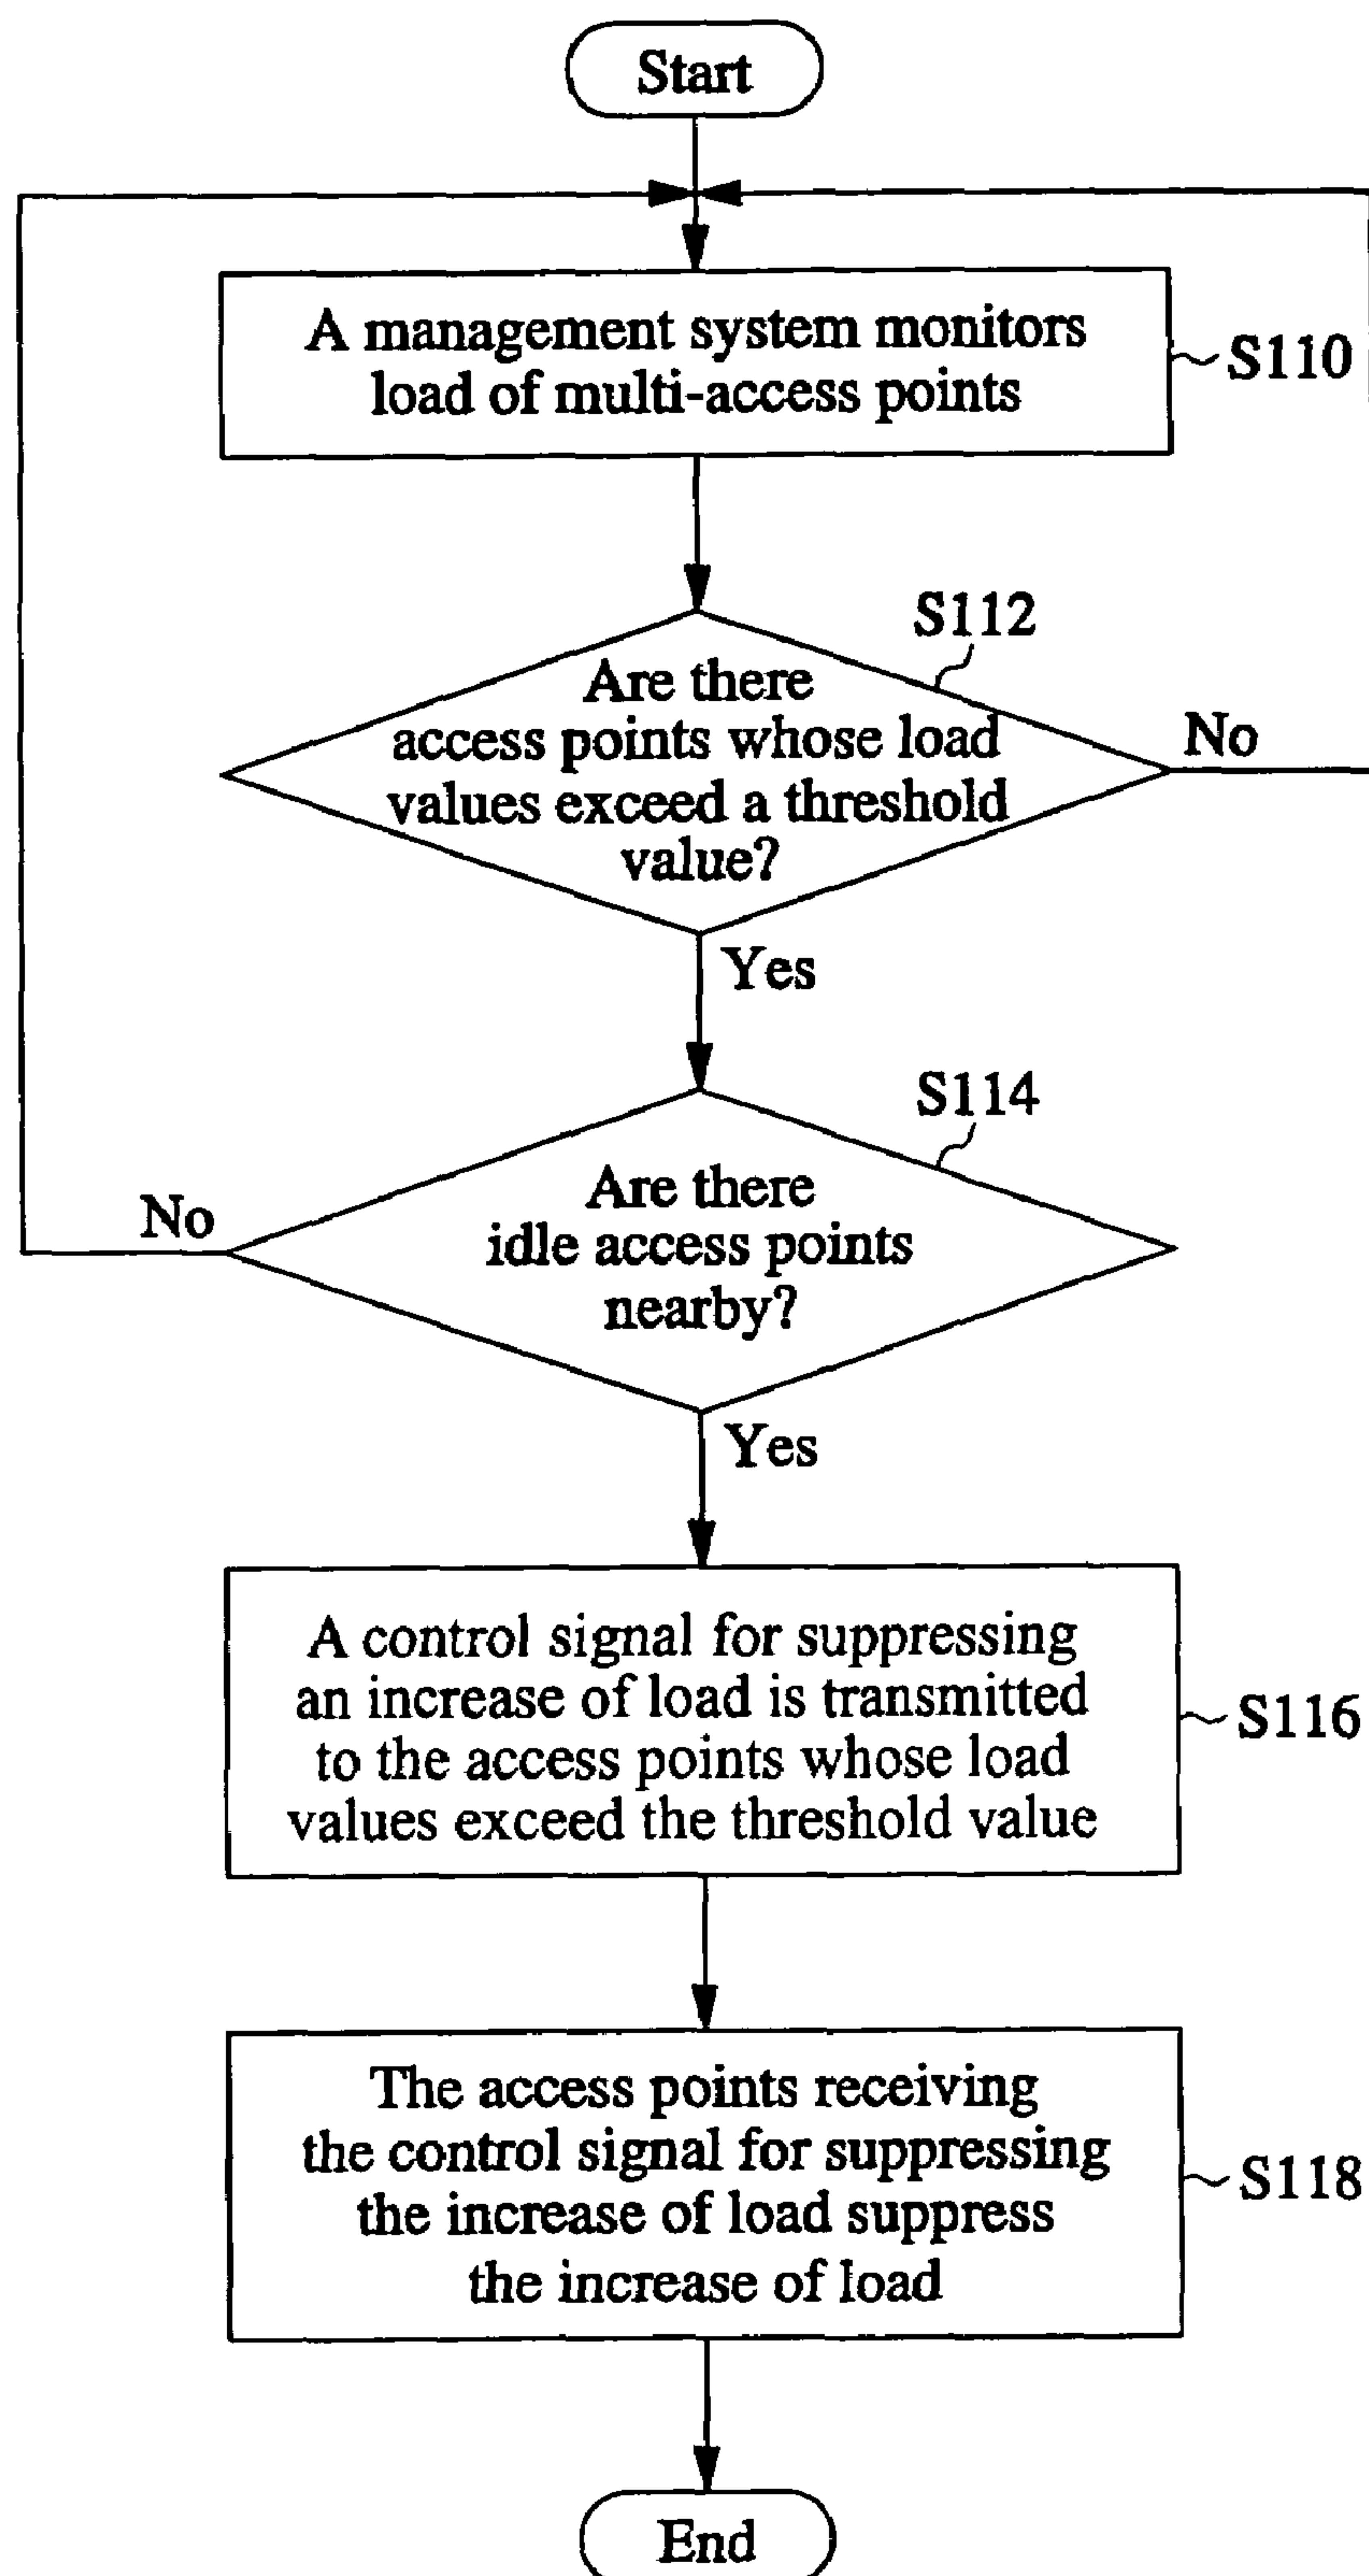 Start
A management system monitors
load of multi-access points
S110
S112
Are there
access points whose load
values exceed a threshold
value?
No
Yes
S114
Are there
idle access points
nearby?
No
Yes
A control signal for suppressing
an increase of load is transmitted
to the access points whose load
values exceed the threshold value
S116
The access points receiving
the control signal for suppressing
the increase of load suppress
the increase of load
S118
End